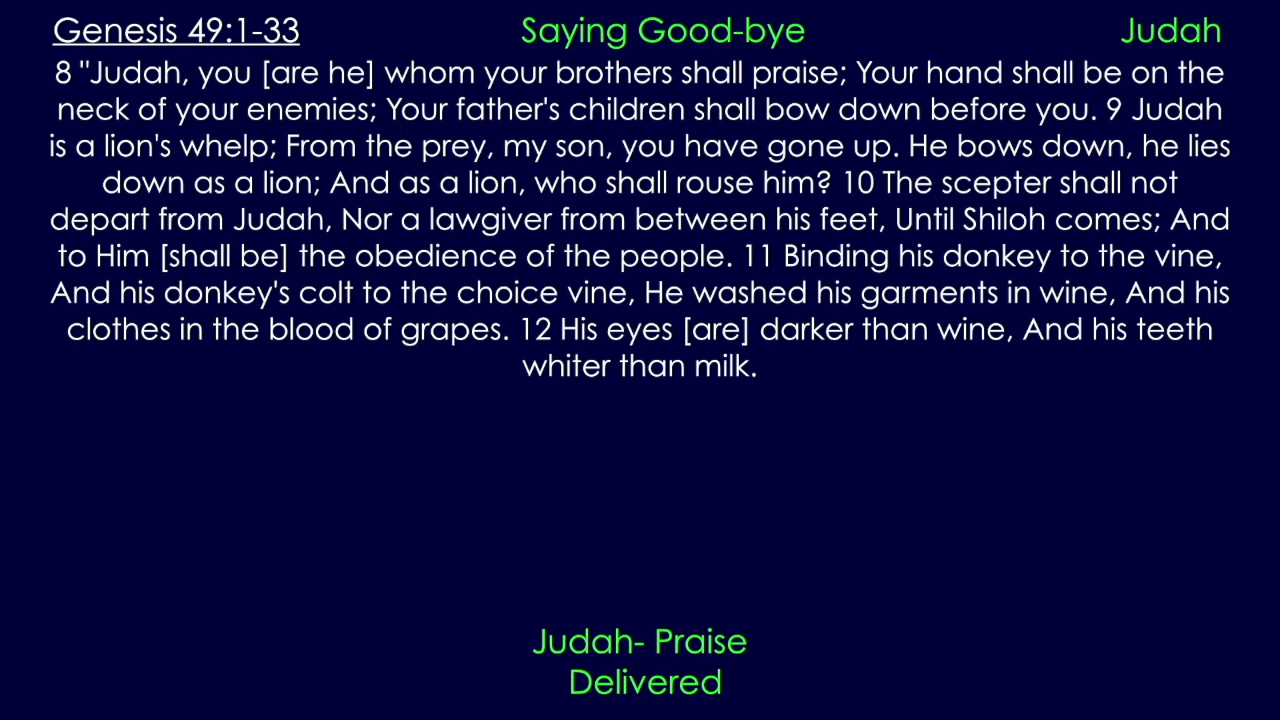 Genesis 49:1-33 Saying Good-bye Judah
8 "Judah, you [are he] whom your brothers shall praise; Your hand shall be on the
neck of your enemies; Your father's children shall bow down before you. 9 Judah
is a lion's whelp; From the prey, my son, you have gone up. He bows down, he lies
down as a lion; And as a lion, who shall rouse him? 10 The scepter shall not
depart from Judah, Nor a lawgiver from between his feet, Until Shiloh comes; And
to Him [shall be] the obedience of the people. 11 Binding his donkey to the vine,
And his donkey's colt to the choice vine, He washed his garments in wine, And his
clothes in the blood of grapes. 12 His eyes [are] darker than wine, And his teeth
whiter than milk.
Judah- Praise
Delivered